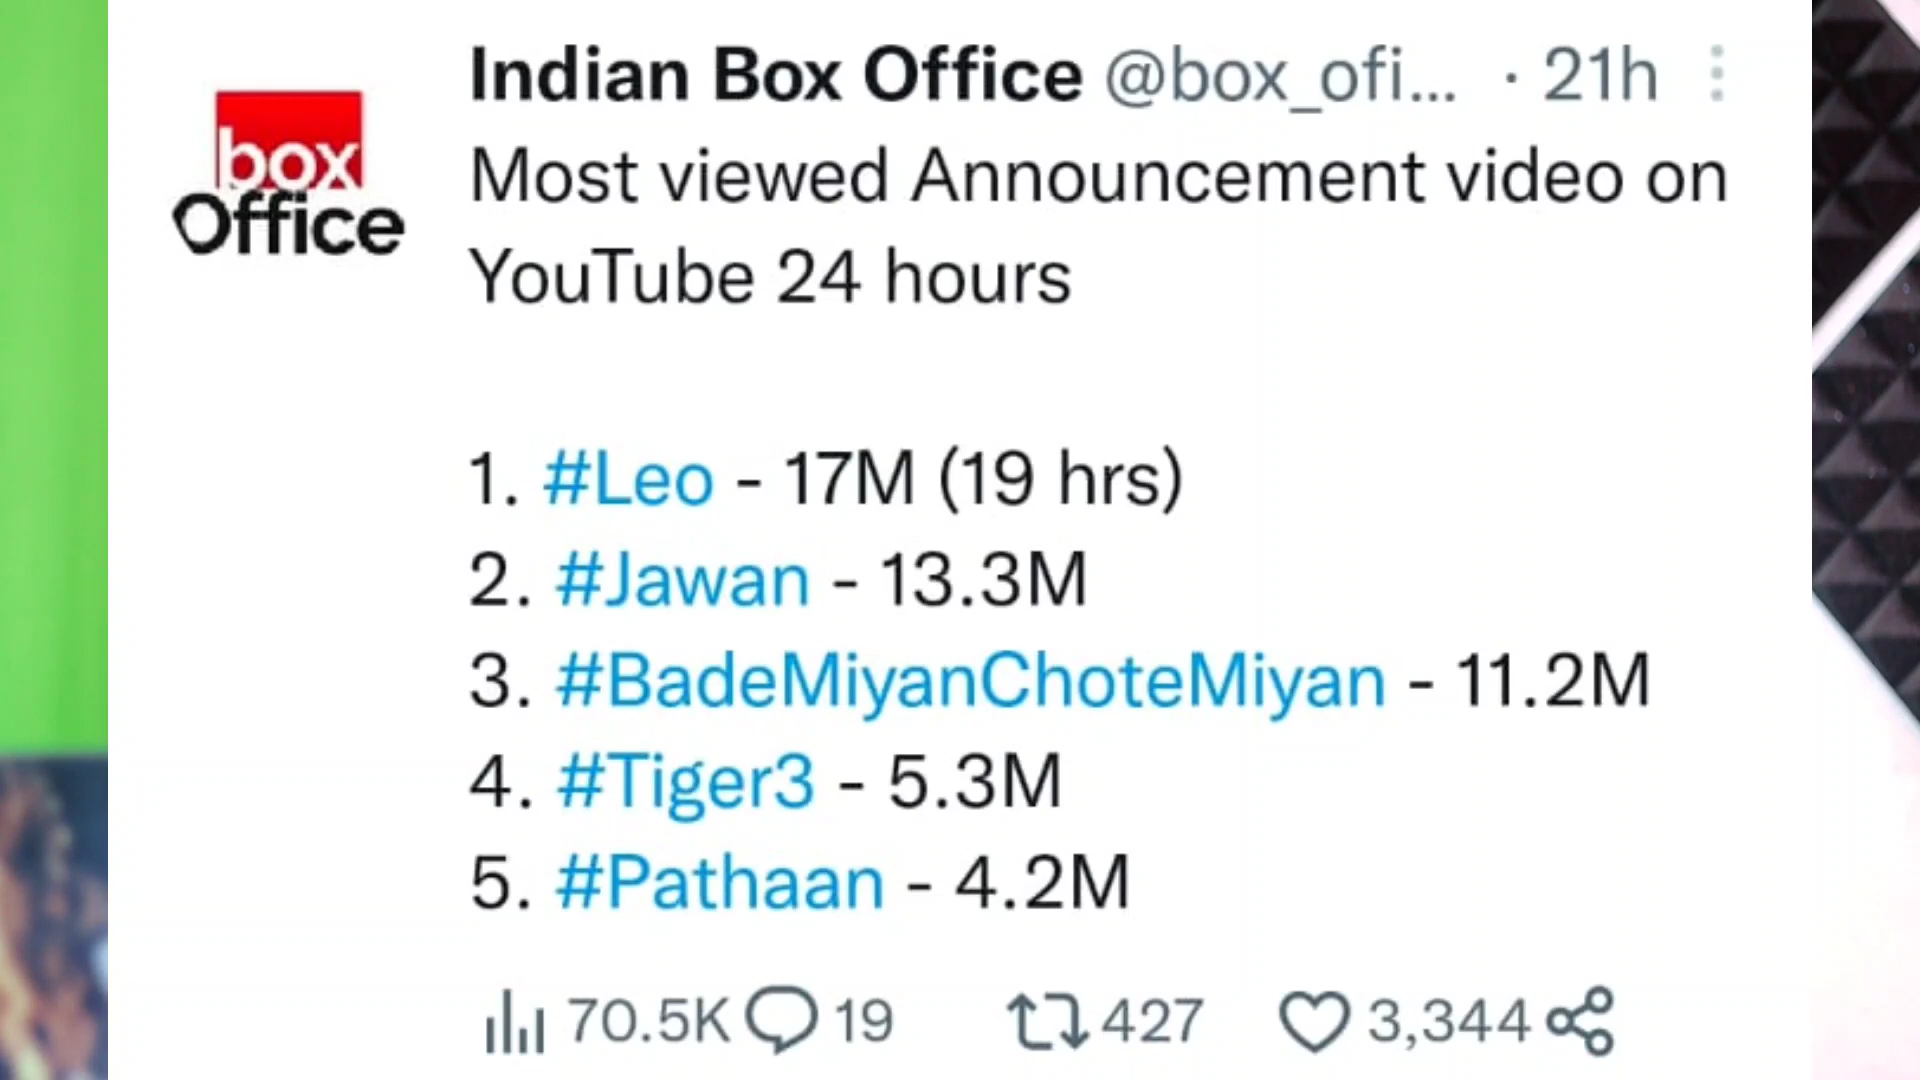 box
Office
Indian Box Office @box_ofi... · 21h
Most viewed Announcement video on
YouTube 24 hours
1. #Leo - 17M (19 hrs)
2. #Jawan - 13.3M
3. #BadeMiyanChoteMiyan - 11.2M
4. #Tiger3 - 5.3M
5. #Pathaan - 4.2M
70.5K 19 427 3,344